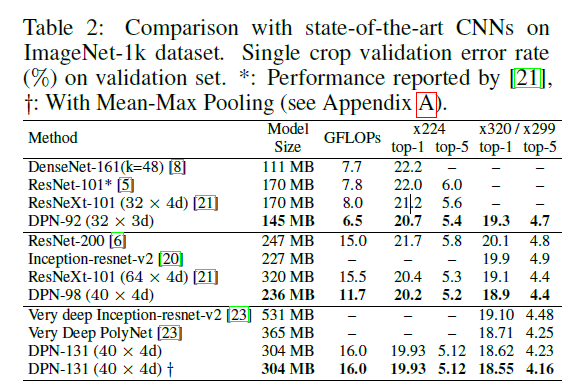 Table 2: Comparison with state-of-the-art CNNs on
ImageNet-1k dataset. Single crop validation error rate
(%) on validation set. *: Performance reported by [21],
†: With Mean-Max Pooling (see Appendix A).
Method Model Size GFLOPs x224 x320 / x299
top-1 top-5 top-1 top-5
DenseNet-161(k=48) [8] 111 MB 7.7 22.2 – – –
ResNet-101* [5] 170 MB 7.8 22.0 6.0 – –
ResNeXt-101 (32 × 4d) [21] 170 MB 8.0 21.2 5.6 – –
DPN-92 (32 × 3d) 145 MB 6.5 20.7 5.4 19.3 4.7
ResNet-200 [6] 247 MB 15.0 21.7 5.8 20.1 4.8
Inception-resnet-v2 [20] 227 MB – – – 19.9 4.9
ResNeXt-101 (64 × 4d) [21] 320 MB 15.5 20.4 5.3 19.1 4.4
DPN-98 (40 × 4d) 236 MB 11.7 20.2 5.2 18.9 4.4
Very deep Inception-resnet-v2 [23] 531 MB – – – 19.10 4.48
Very Deep PolyNet [23] 365 MB – – – 18.71 4.25
DPN-131 (40 × 4d) 304 MB 16.0 19.93 5.12 18.62 4.23
DPN-131 (40 × 4d) † 304 MB 16.0 19.93 5.12 18.55 4.16